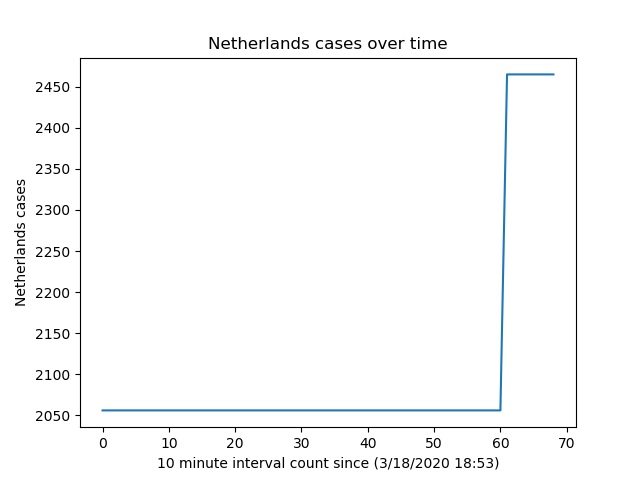 Netherlands cases over time
2450
2400
2350
2300
2250
2200
2150
2100
2050
Netherlands cases
0 10 20 30 40 50 60 70
10 minute interval count since (3/18/2020 18:53)